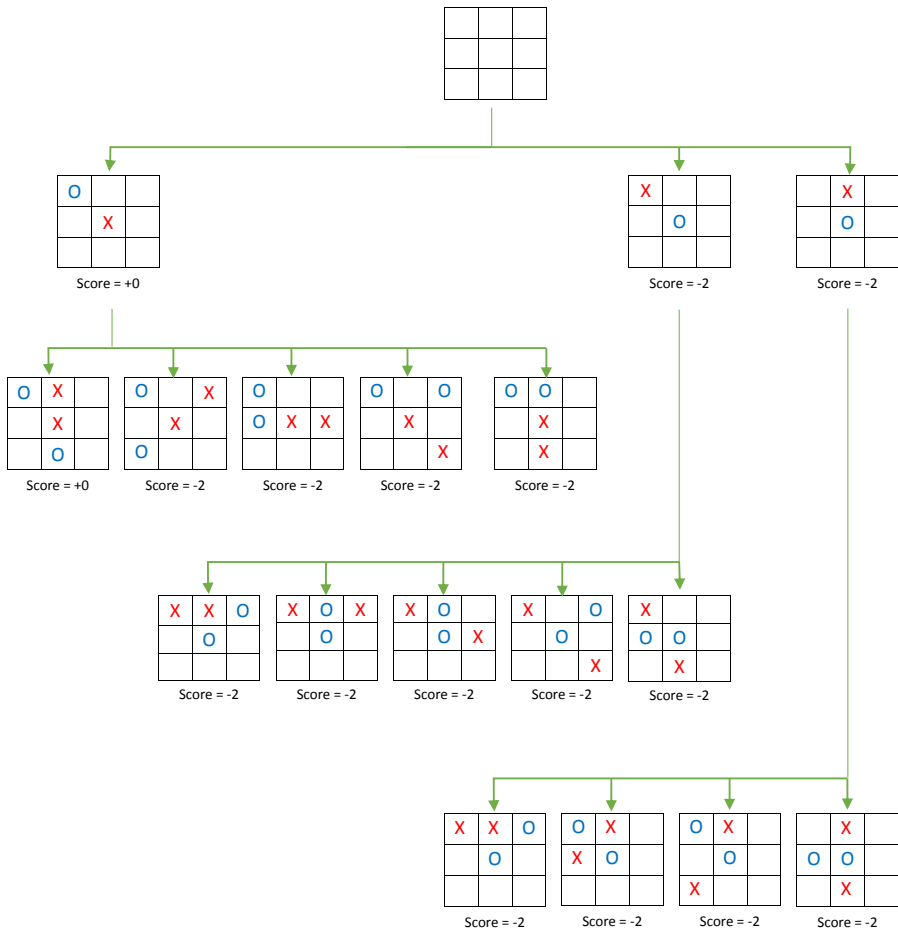 O
X
Score = +0
X
O
Score = -2
X
O
Score = -2
O X
X
O
Score = +0
O X
X
O
Score = -2
O
O X X
Score = -2
O O
X
X
Score = -2
O O
X
X
Score = -2
X X O
O
Score = -2
X O X
O
Score = -2
X O
O X
Score = -2
X O
O
X
Score = -2
X
O O
X
Score = -2
X X O
O
Score = -2
O X
X O
Score = -2
O X
O
X
Score = -2
X
O O
X
Score = -2